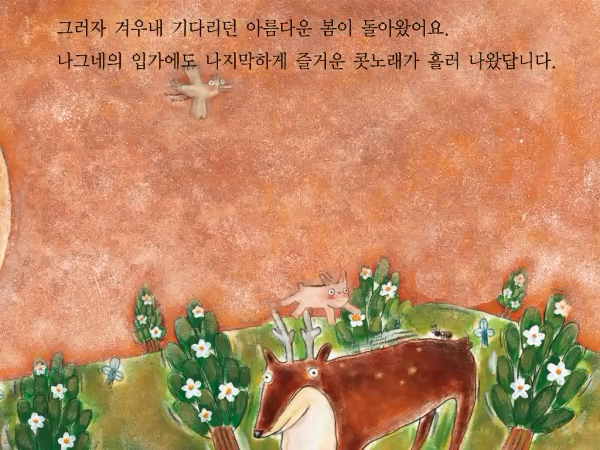 그러자 겨우내 기다리던 아름다운 봄이 돌아왔어요.
나그네의 입가에도 나지막하게 즐거운 콧노래가 흘러 나왔답니다.